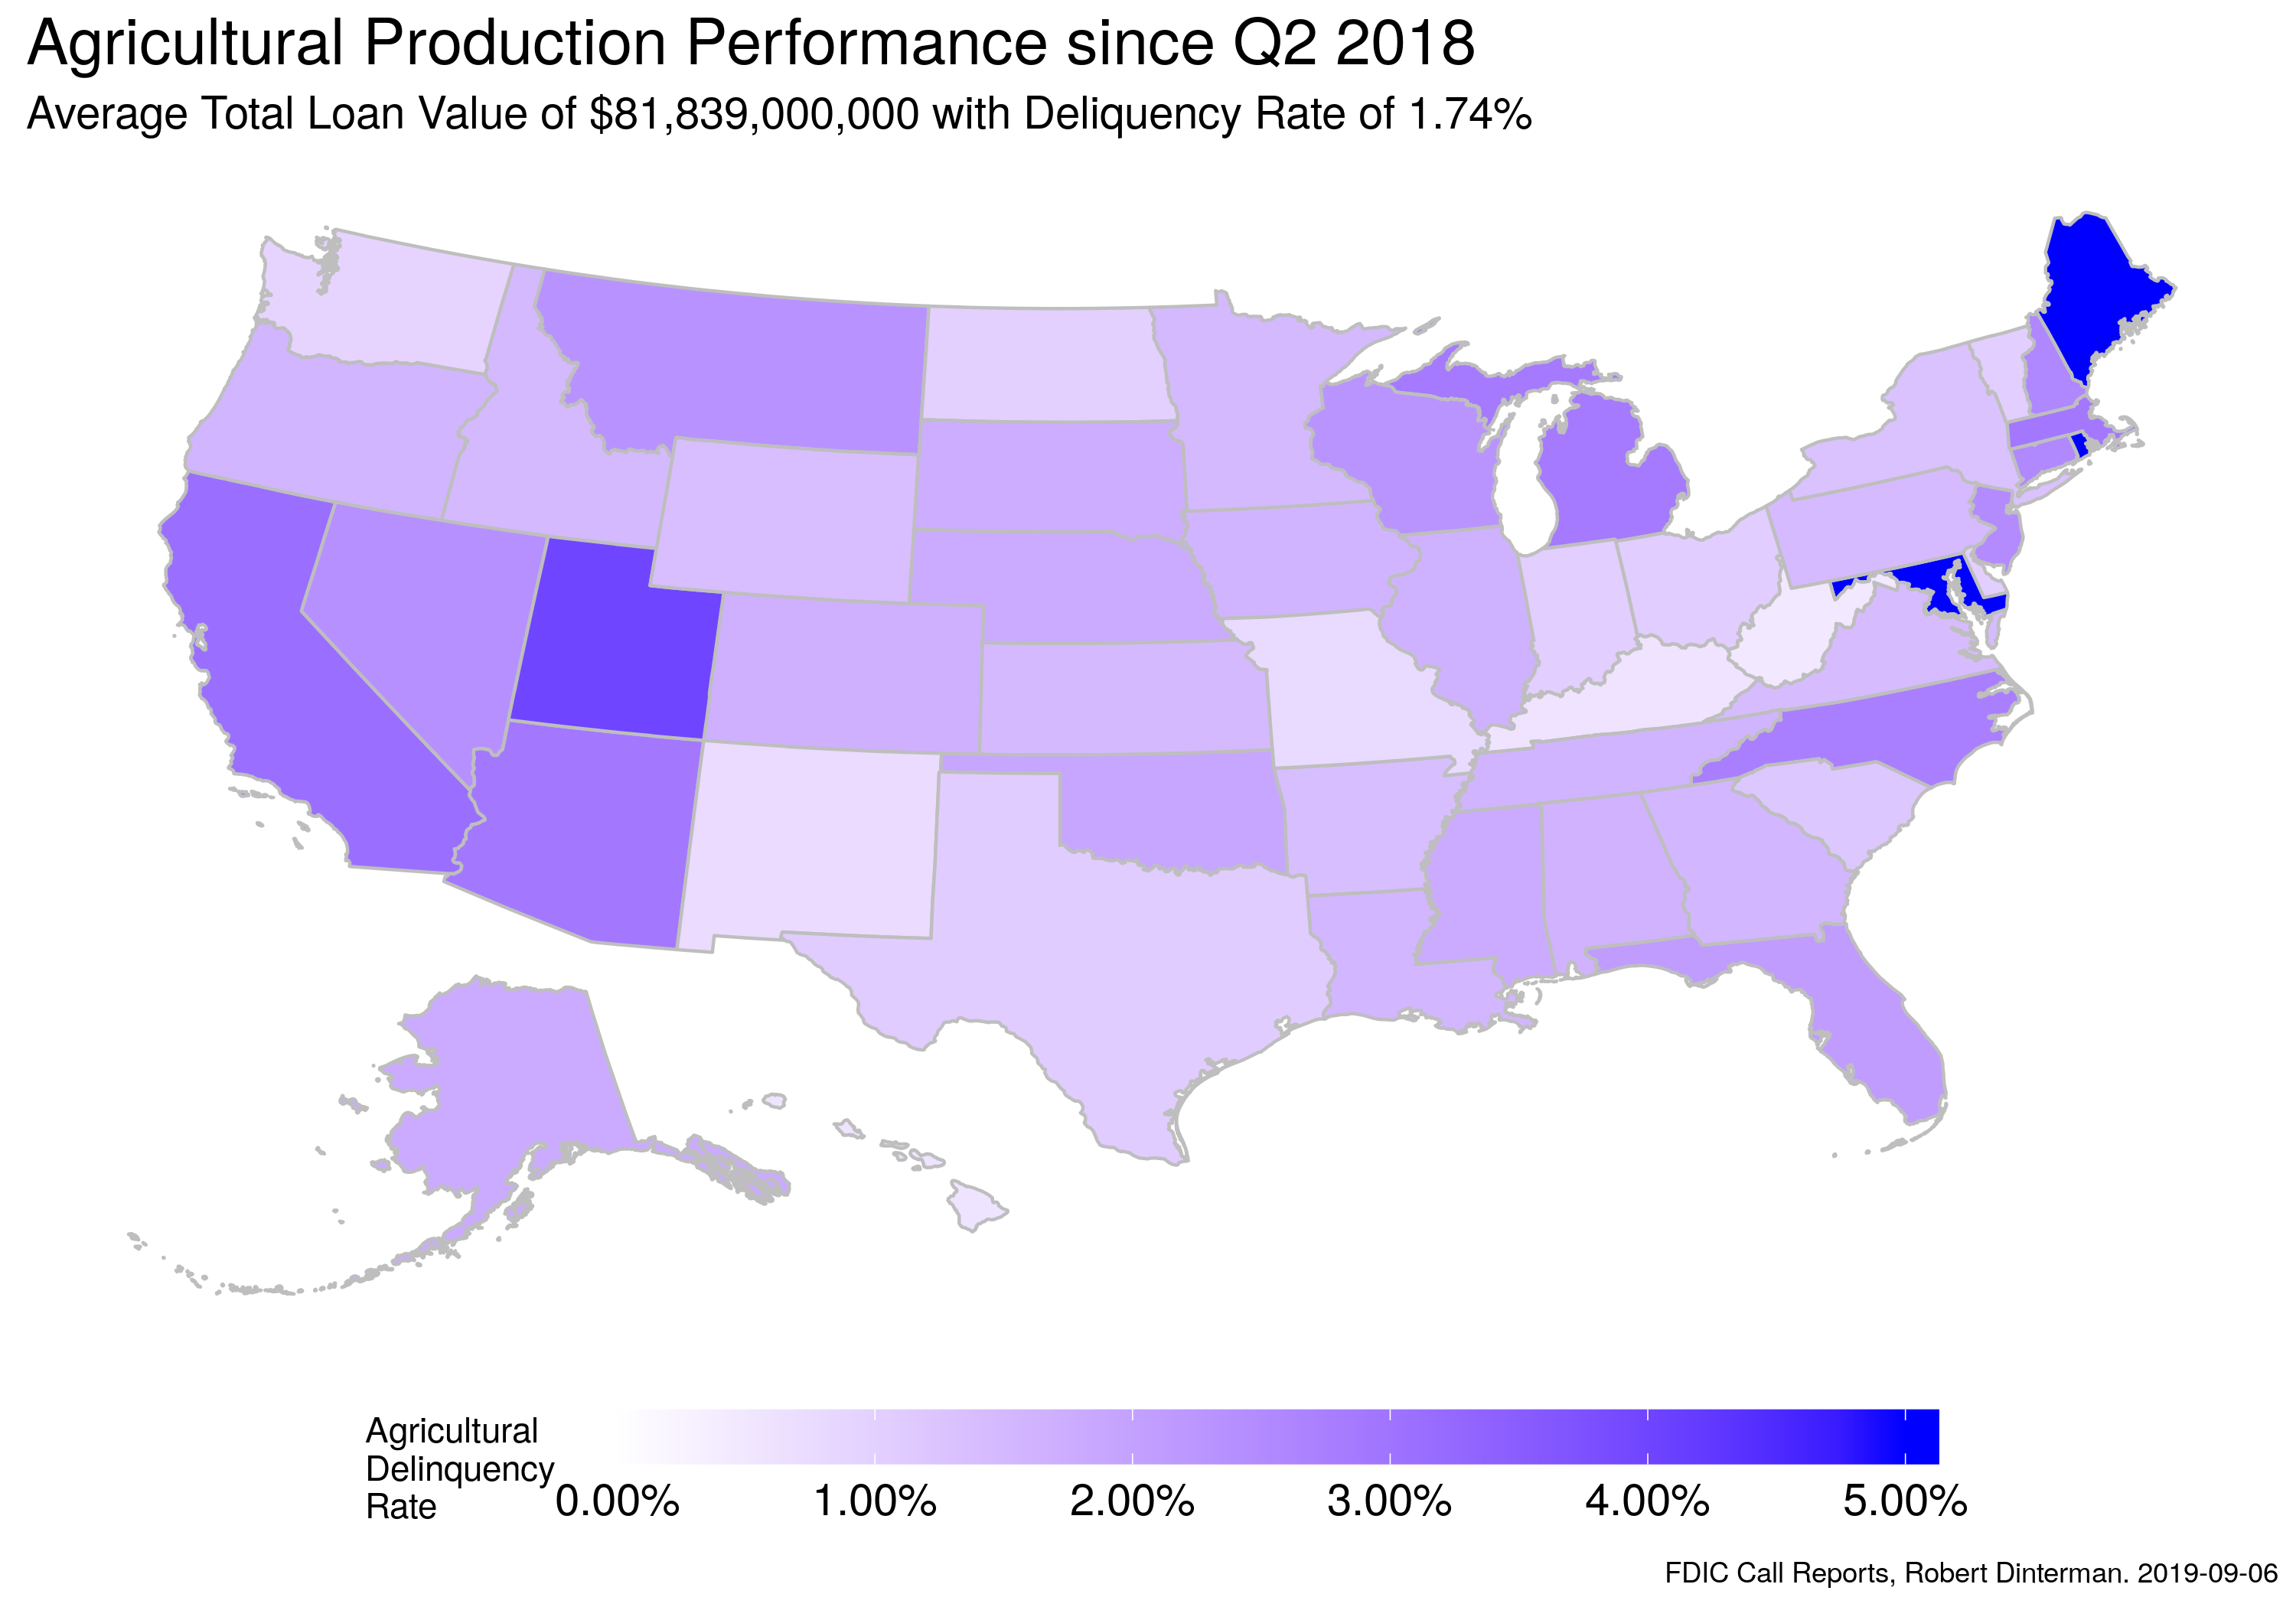 Agricultural Production Performance since Q2 2018
Average Total Loan Value of $81,839,000,000 with Deliquency Rate of 1.74%
Agricultural
Delinquency
Rate
0.00% 1.00% 2.00% 3.00% 4.00% 5.00%
FDIC Call Reports, Robert Dinterman. 2019-09-06